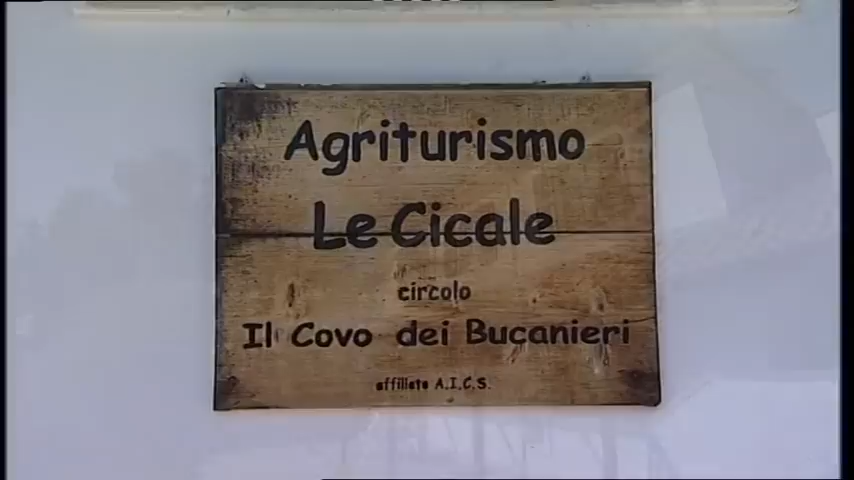 Agriturismo
Le Cicale
circolo
Il Covo dei Bucanieri
affiliato A.I.C.S.